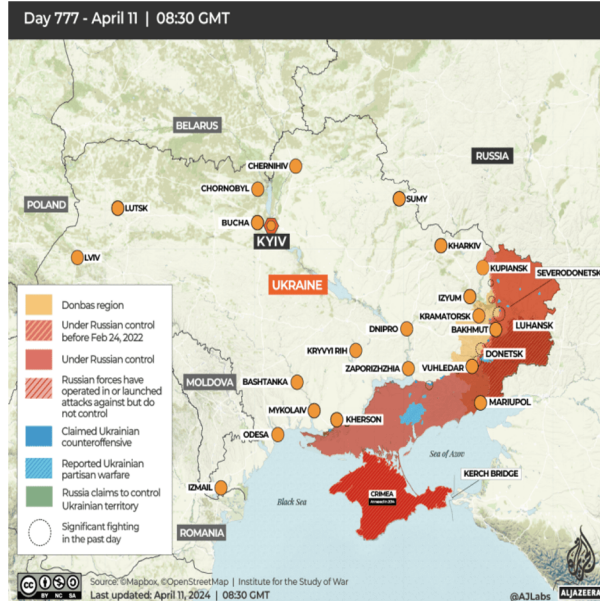 Day 777 - April 11 | 08:30 GMT
BELARUS
RUSSIA
CHERNIHIV
CHORNOBYL
POLAND
LUTSK
SUMY
BUCHA
KYIV
KHARKIV
LVIV
KUPIANSK
SEVERODONETSK
UKRAINE
IZYUM
KRAMATORSK
LUHANSK
DNIPRO
BAKHMUT
KRYVYI RIH
DONETSK
ZAPORIZHZHIA
VUHLEDAR
MOLDOVA
BASHTANKA
MARIUPOL
MYKOLAIV
KHERSON
ODESA
Sea of Azov
KERCH BRIDGE
IZMAIL
Black Sea
CRIMEA
ROMANIA
Donbas region
Under Russian control
before Feb 24, 2022
Under Russian control
Russian forces have
operated in or launched
attacks against but do
not control
Claimed Ukrainian
counteroffensive
Reported Ukrainian
partisan warfare
Russia claims to control
Ukrainian territory
Significant fighting
in the past day
cc
BY NC SA
Source: ©Mapbox, ©OpenStreetMap | Institute for the Study of War
Last updated: April 11, 2024 | 08:30 GMT
@AJLabs
ALJAZEERA